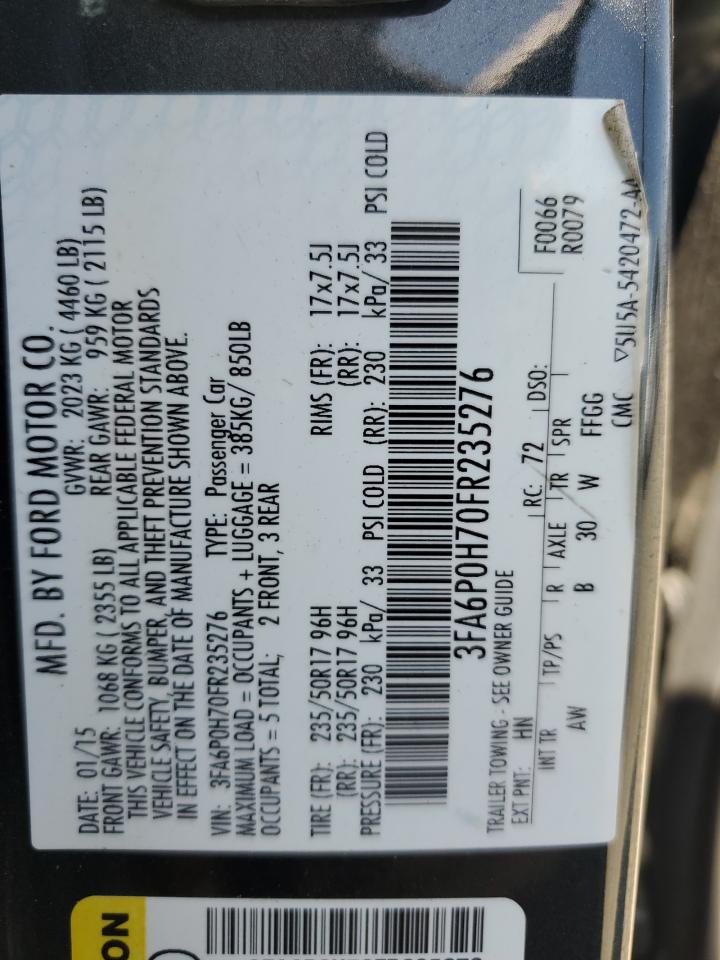 MFD. BY FORD MOTOR CO.
DATE: 01/15 GVWR: 2023 KG ( 4460 LB)
FRONT GAWR: 1068 KG ( 2355 LB) REAR GAWR: 959 KG ( 2115 LB)
THIS VEHICLE CONFORMS TO ALL APPLICABLE FEDERAL MOTOR
VEHICLE SAFETY, BUMPER, AND THEFT PREVENTION STANDARDS
IN EFFECT ON THE DATE OF MANUFACTURE SHOWN ABOVE.
VIN: 3FA6P0H70FR235276 TYPE: Passenger Car
MAXIMUM LOAD = OCCUPANTS + LUGGAGE = 385KG/ 850LB
OCCUPANTS = 5 TOTAL; 2 FRONT, 3 REAR
TIRE (FR): 235/50R17 96H RIMS (FR): 17x7.5J
(RR): 235/50R17 96H (RR): 17x7.5J
PRESSURE (FR): 230 kPa/ 33 PSI COLD (RR): 230 kPa/ 33 PSI COLD
3FA6P0H70FR235276
TRAILER TOWING - SEE OWNER GUIDE
EXT PNT: HN RC: 72 DSO: F0066
R0079
INT TR TP/PS R AXLE TR SPR
AW B 30 W FFGG
CMC ▽5U5A-5420472-AA
ON